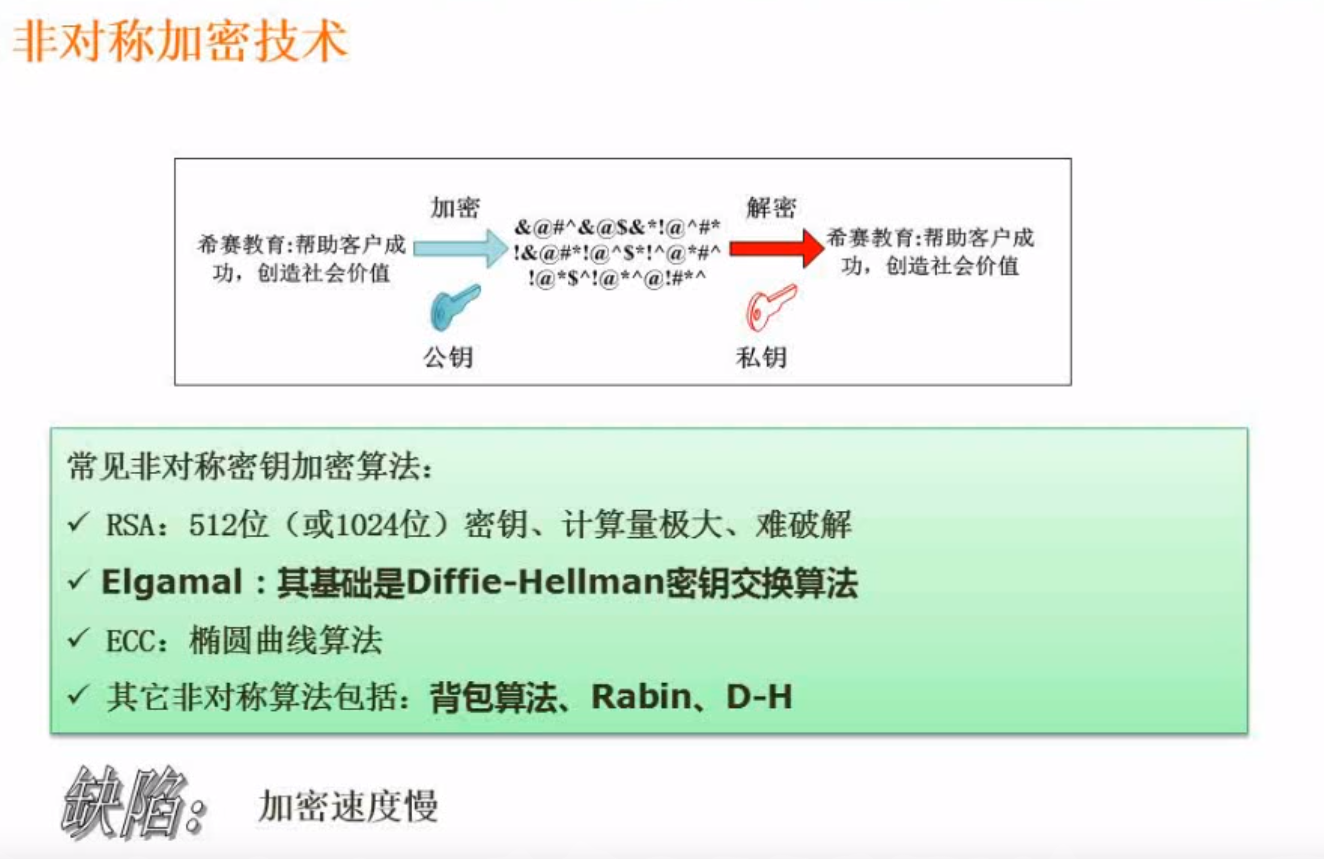 非对称加密技术
加密
解密
希赛教育:帮助客户成
功，创造社会价值
&@#^&@$&*!@^#*
!&@#*!@^$*!^@*#^
!@*$^!@*^@!#*^
希赛教育:帮助客户成
功，创造社会价值
公钥
私钥
常见非对称密钥加密算法：
✓ RSA：512位（或1024位）密钥、计算量极大、难破解
✓ Elgamal：其基础是Diffie-Hellman密钥交换算法
✓ ECC：椭圆曲线算法
✓ 其它非对称算法包括：背包算法、Rabin、D-H
缺陷： 加密速度慢